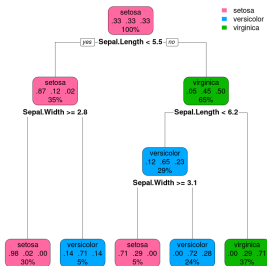 setosa
versicolor
virginica
setosa
.33 .33 .33
100%
yes Sepal.Length < 5.5 no
setosa
.87 .12 .02
35%
virginica
.05 .45 .50
65%
Sepal.Width >= 2.8
Sepal.Length < 6.2
versicolor
.12 .65 .23
29%
Sepal.Width >= 3.1
setosa
.98 .02 .00
30%
versicolor
.14 .71 .14
5%
setosa
.71 .29 .00
5%
versicolor
.00 .72 .28
24%
virginica
.00 .29 .71
37%